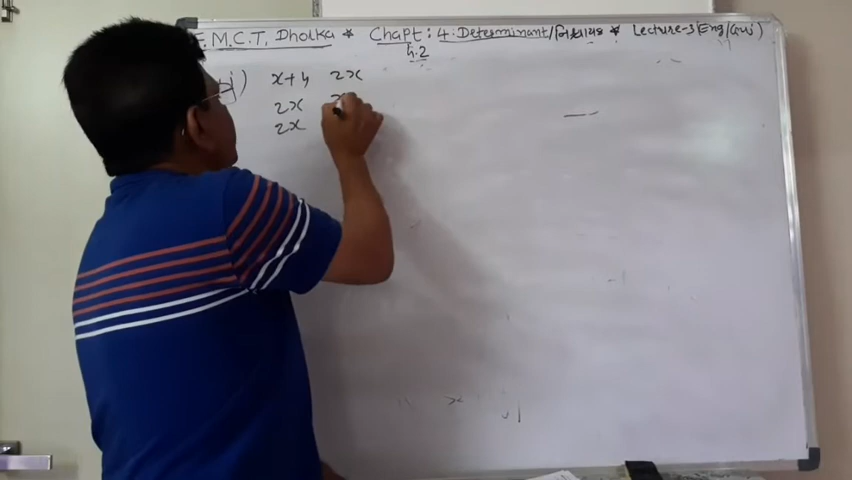 F.M.C.T. Dholka * Chapt: 4. Determinant/નિશ્ચાયક * Lecture-3(Eng/Guj)
4.2
i) x+4 2x
2x x
2x